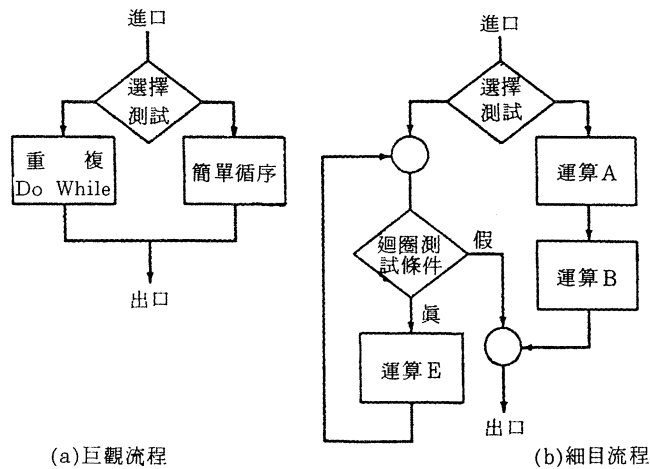 進口
選擇
測試
重 複
Do While
簡單循序
出口
(a)巨觀流程
進口
選擇
測試
運算A
運算B
廻圈測
試條件
假
眞
運算E
出口
(b)細目流程